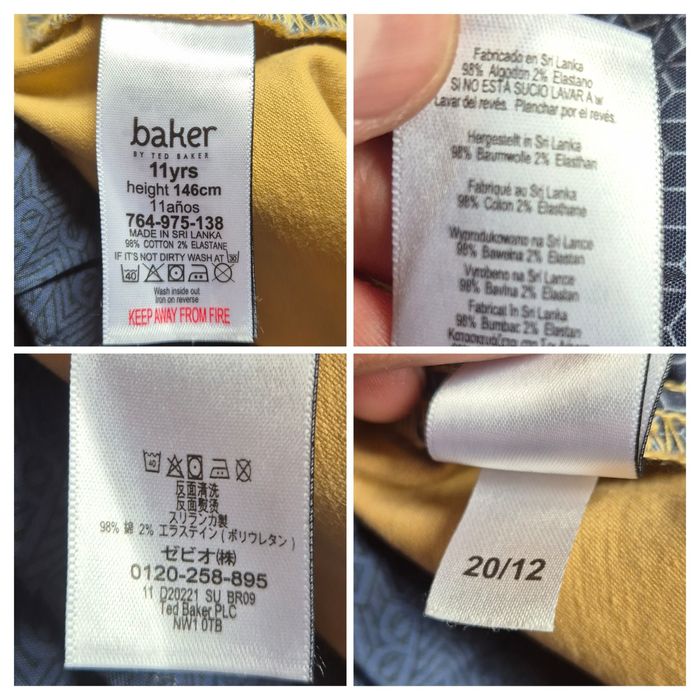 baker
BY TED BAKER
11yrs
height 146cm
11años
764-975-138
MADE IN SRI LANKA
98% COTTON 2% ELASTANE
IF IT'S NOT DIRTY WASH AT 30
40
Wash inside out
Iron on reverse
KEEP AWAY FROM FIRE
Fabricado en Sri Lanka
98% Algodon 2% Elastano
SI NO ESTÁ SUCIO LAVAR A
Lavar del revés. Planchar por el revés.
Hergestellt in Sri Lanka
98% Baumwolle 2% Elasthan
Fabriqué au Sri Lanka
98% Coton 2% Elasthane
Wyprodukowano na Sri Lance
98% Bawełna 2% Elastan
Vyrobeno na Sri Lance
98% Bavlna 2% Elastan
Fabricat în Sri Lanka
98% Bumbac 2% Elastan
40
反面清洗
反面熨烫
スリランカ製
98% 綿 2% エラステイン(ポリウレタン)
ゼビオ(株)
0120-258-895
11 D20221 SU BR09
Ted Baker PLC
NW1 0TB
20/12